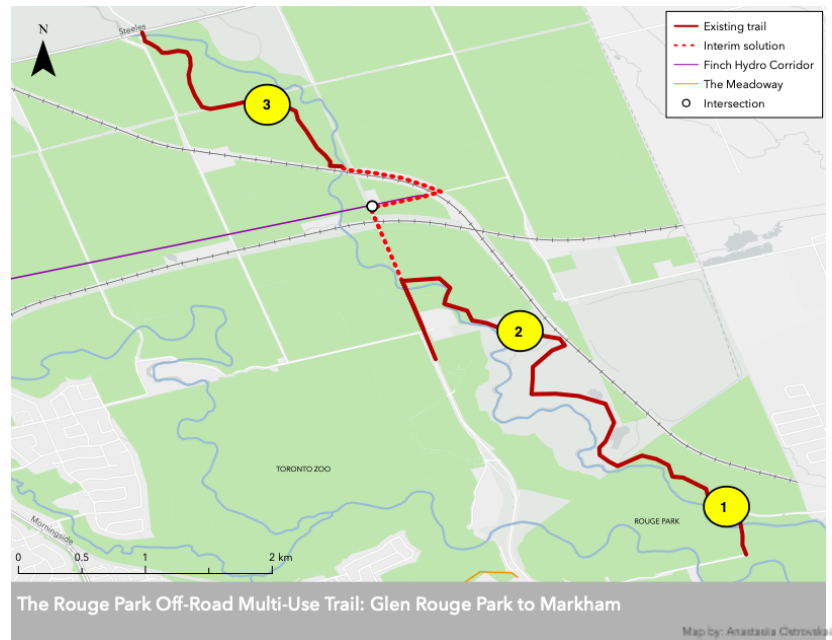 Steeles
N
Existing trail
Interim solution
Finch Hydro Corridor
The Meadoway
Intersection
3
2
TORONTO ZOO
1
ROUGE PARK
Morningside
0 0.5 1 2 km
The Rouge Park Off-Road Multi-Use Trail: Glen Rouge Park to Markham
Map by: Anastasiia